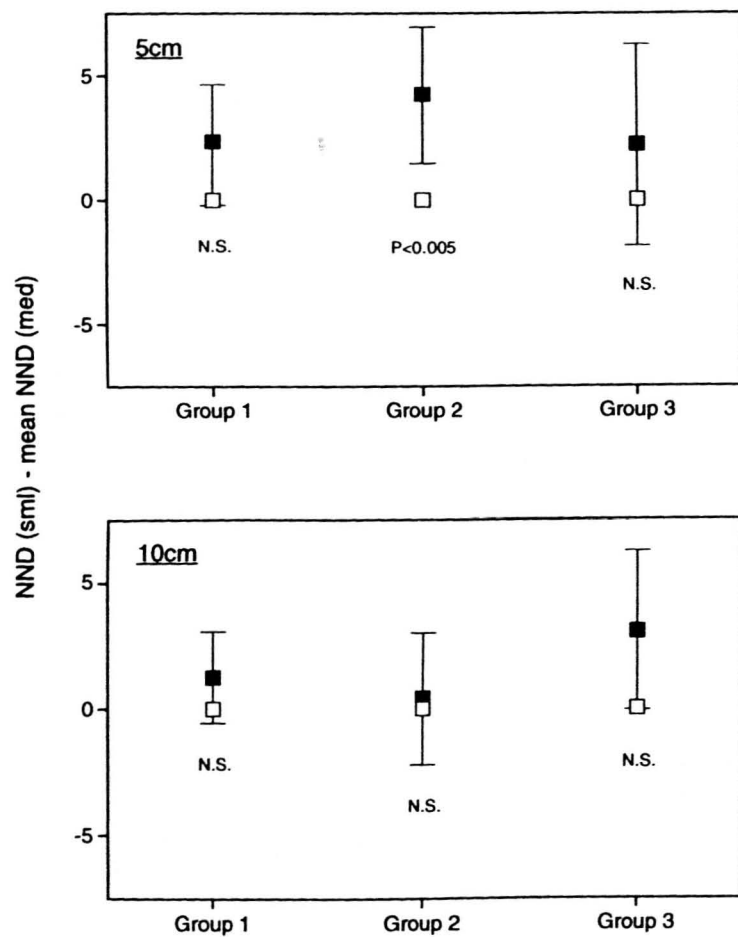 NND (sml) - mean NND (med)
5cm
5
0
-5
N.S.
P<0.005
N.S.
Group 1
Group 2
Group 3
10cm
5
0
-5
N.S.
N.S.
N.S.
Group 1
Group 2
Group 3